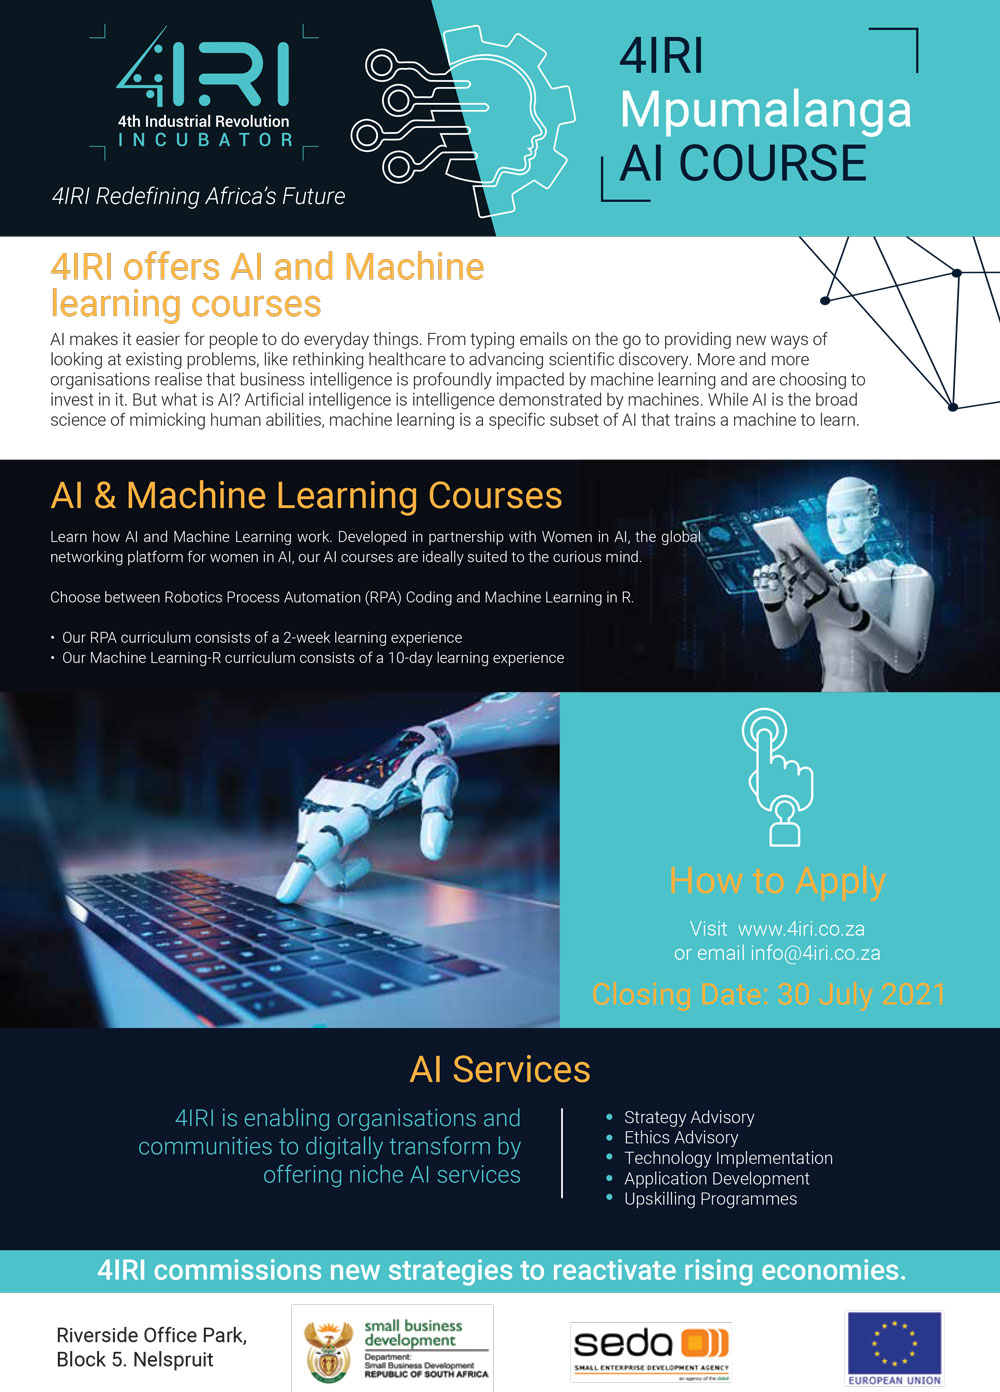 4IRI
4th Industrial Revolution
INCUBATOR
4IRI Redefining Africa's Future
4IRI
Mpumalanga
AI COURSE
4IRI offers AI and Machine
learning courses
AI makes it easier for people to do everyday things. From typing emails on the go to providing new ways of
looking at existing problems, like rethinking healthcare to advancing scientific discovery. More and more
organisations realise that business intelligence is profoundly impacted by machine learning and are choosing to
invest in it. But what is AI? Artificial intelligence is intelligence demonstrated by machines. While AI is the broad
science of mimicking human abilities, machine learning is a specific subset of AI that trains a machine to learn.
AI & Machine Learning Courses
Learn how AI and Machine Learning work. Developed in partnership with Women in AI, the global
networking platform for women in AI, our AI courses are ideally suited to the curious mind.
Choose between Robotics Process Automation (RPA) Coding and Machine Learning in R.
• Our RPA curriculum consists of a 2-week learning experience
• Our Machine Learning-R curriculum consists of a 10-day learning experience
How to Apply
Visit www.4iri.co.za
or email info@4iri.co.za
Closing Date: 30 July 2021
AI Services
4IRI is enabling organisations and
communities to digitally transform by
offering niche AI services
• Strategy Advisory
• Ethics Advisory
• Technology Implementation
• Application Development
• Upskilling Programmes
4IRI commissions new strategies to reactivate rising economies.
Riverside Office Park,
Block 5. Nelspruit
small business
development
Department:
Small Business Development
REPUBLIC OF SOUTH AFRICA
seda
SMALL ENTERPRISE DEVELOPMENT AGENCY
an agency of the dsbd
EUROPEAN UNION